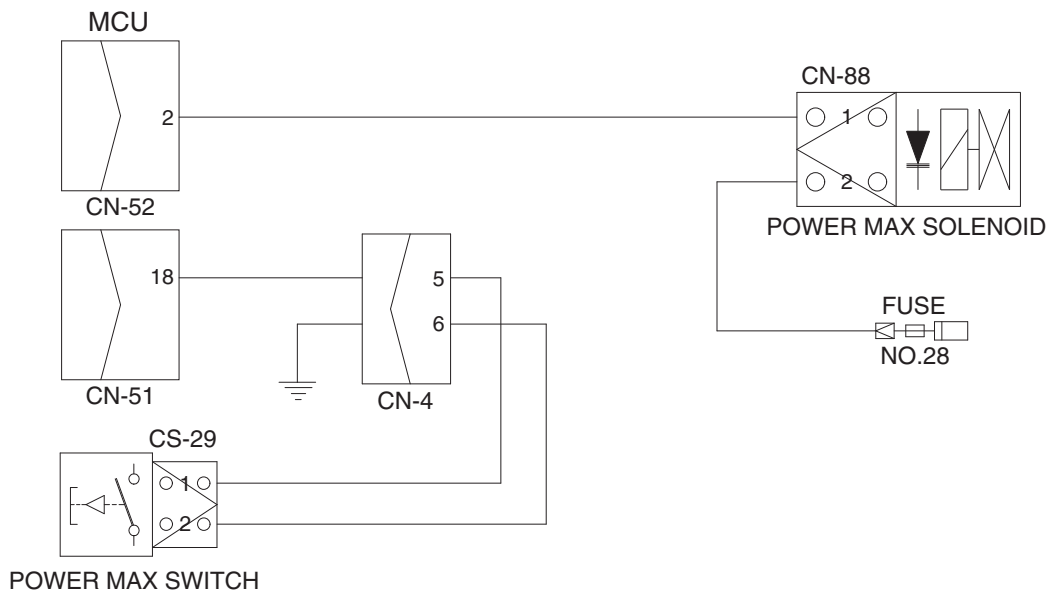 MCU
2
CN-52
CN-88
1
2
POWER MAX SOLENOID
18
CN-51
5
6
CN-4
FUSE
NO.28
CS-29
1
2
POWER MAX SWITCH